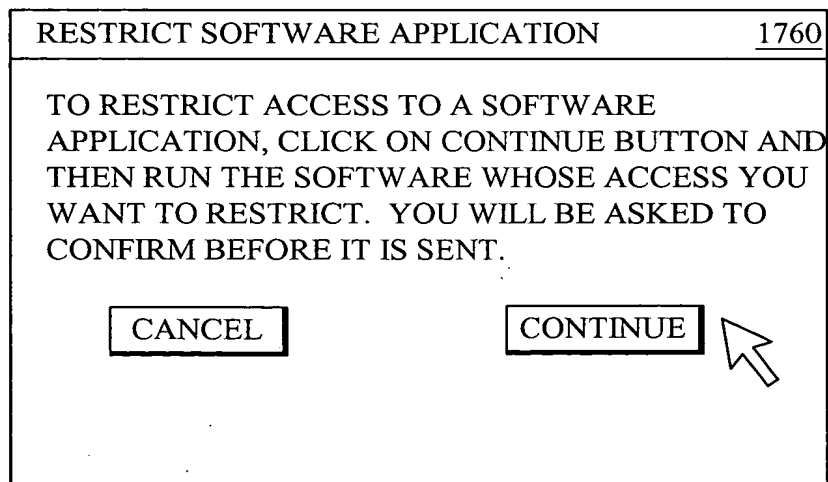 RESTRICT SOFTWARE APPLICATION 1760
TO RESTRICT ACCESS TO A SOFTWARE
APPLICATION, CLICK ON CONTINUE BUTTON AND
THEN RUN THE SOFTWARE WHOSE ACCESS YOU
WANT TO RESTRICT. YOU WILL BE ASKED TO
CONFIRM BEFORE IT IS SENT.
CANCEL CONTINUE